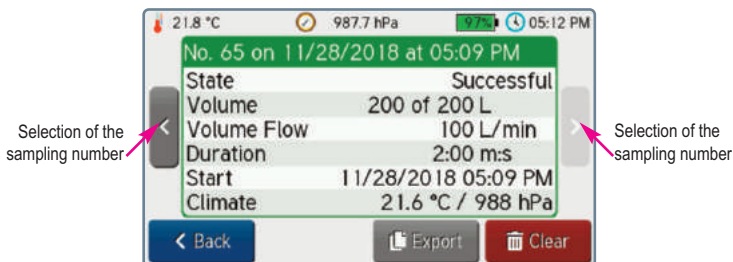 21.8 °C 987.7 hPa 97% 05:12 PM
No. 65 on 11/28/2018 at 05:09 PM
State Successful
Volume 200 of 200 L
Volume Flow 100 L/min
Duration 2:00 m:s
Start 11/28/2018 05:09 PM
Climate 21.6 °C / 988 hPa
Selection of the
sampling number
<
>
Selection of the
sampling number
< Back Export Clear